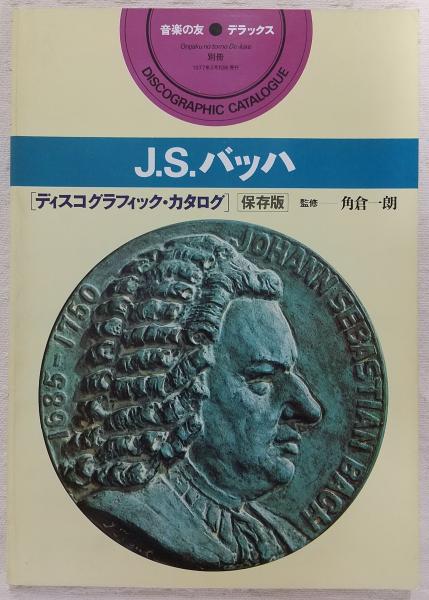 音楽の友●デラックス
Ongaku no tomo De-luxe
別冊
DISCOGRAPHIC CATALOGUE
J.S.バッハ
[ディスコグラフィック・カタログ] 保存版 監修―角倉一朗
1685-1750
JOHANN SEBASTIAN BACH